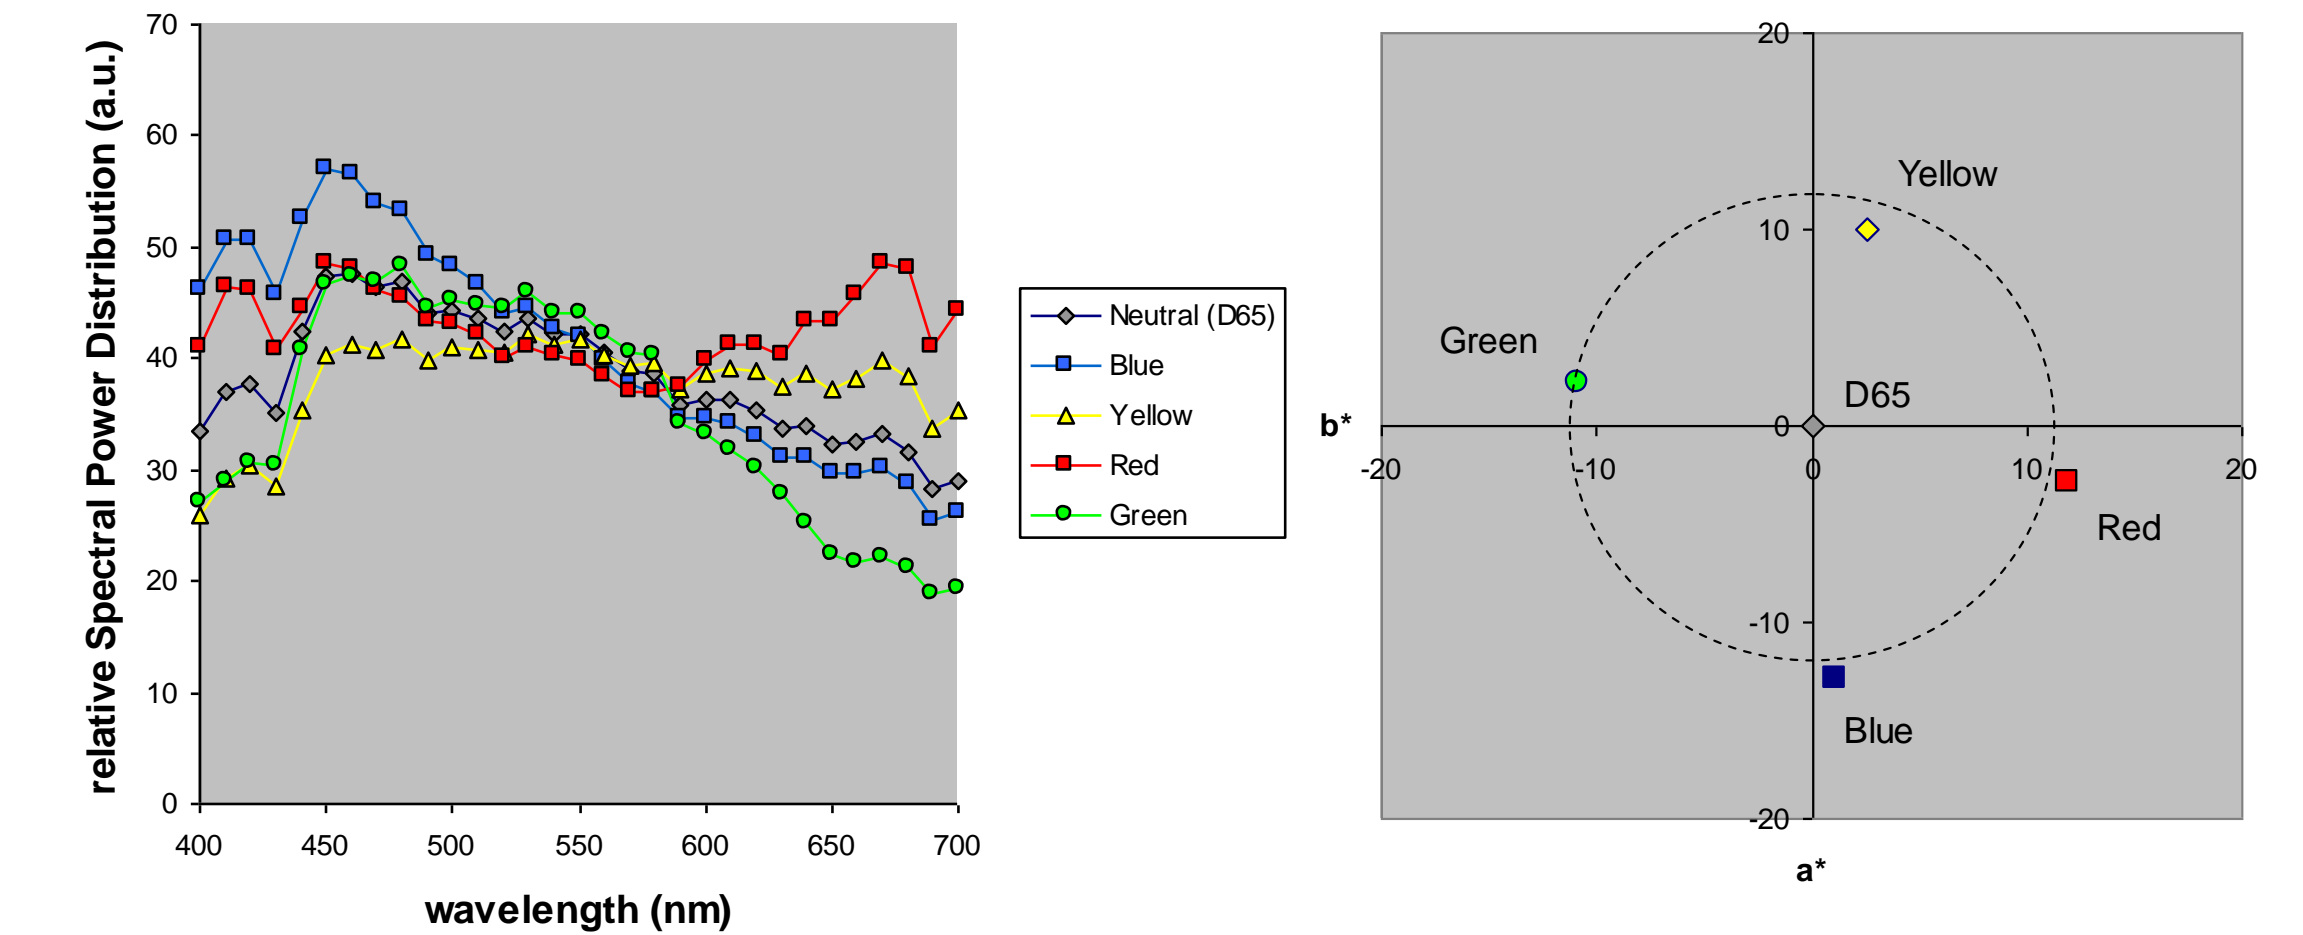 relative Spectral Power Distribution (a.u.)
70
60
50
40
30
20
10
0
400 450 500 550 600 650 700
wavelength (nm)
Neutral (D65)
Blue
Yellow
Red
Green
20
Yellow
10
Green
D65
b*
0
-20 -10 0 10 20
Red
-10
Blue
-20
a*